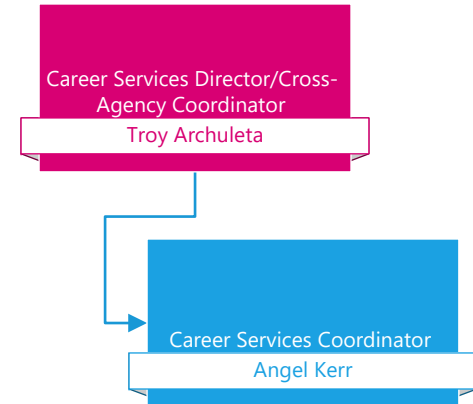 Career Services Director/Cross-
Agency Coordinator
Troy Archuleta
Career Services Coordinator
Angel Kerr